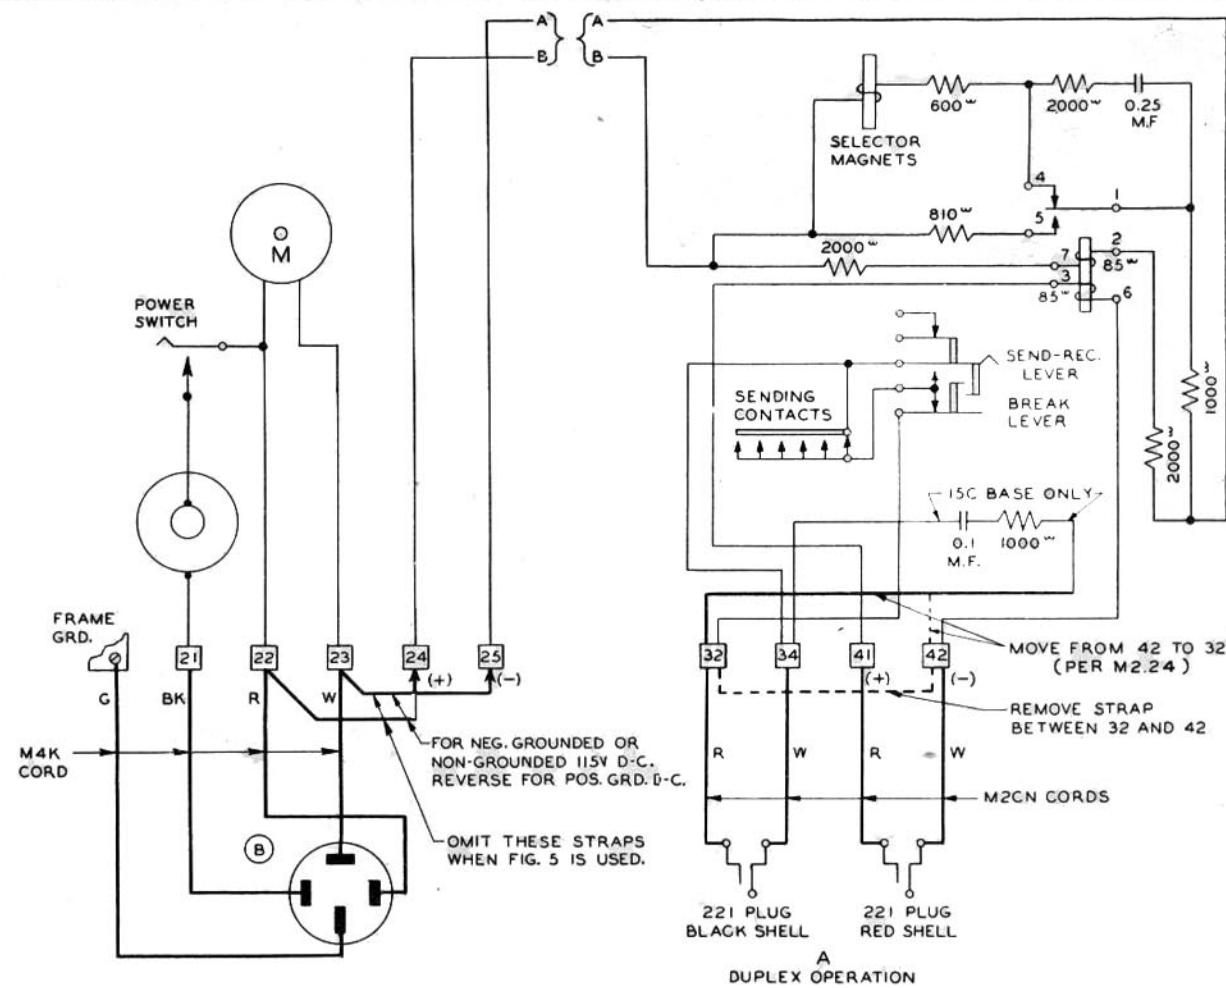 A
B
A
B
600 ω
2000 ω
0.25
M.F
SELECTOR
MAGNETS
4
1
5
810 ω
2000 ω
7
2
85 ω
3
85 ω
6
M
POWER
SWITCH
SEND-REC.
LEVER
BREAK
LEVER
SENDING
CONTACTS
1000 ω
2000 ω
15C BASE ONLY
0.1
M.F.
1000 ω
FRAME
GRD.
21
22
23
24
25
(+)
(-)
32
34
41
42
(+)
(-)
MOVE FROM 42 TO 32
(PER M2.24)
G
BK
R
W
REMOVE STRAP
BETWEEN 32 AND 42
M4K
CORD
FOR NEG. GROUNDED OR
NON-GROUNDED 115V D-C.
REVERSE FOR POS. GRD. D-C.
R
W
R
W
M2CN CORDS
OMIT THESE STRAPS
WHEN FIG. 5 IS USED.
B
221 PLUG
BLACK SHELL
221 PLUG
RED SHELL
A
DUPLEX OPERATION